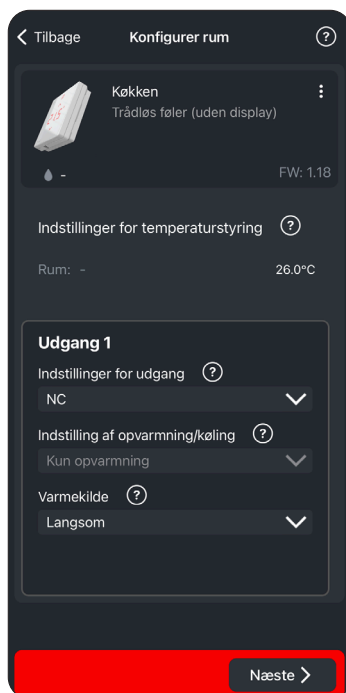 Tilbage
Konfigurer rum
?
Køkken
Trådløs føler (uden display)
-
FW: 1.18
Indstillinger for temperaturstyring ?
Rum: -
26.0°C
Udgang 1
Indstillinger for udgang ?
NC
Indstilling af opvarmning/køling ?
Kun opvarmning
Varmekilde ?
Langsom
Næste